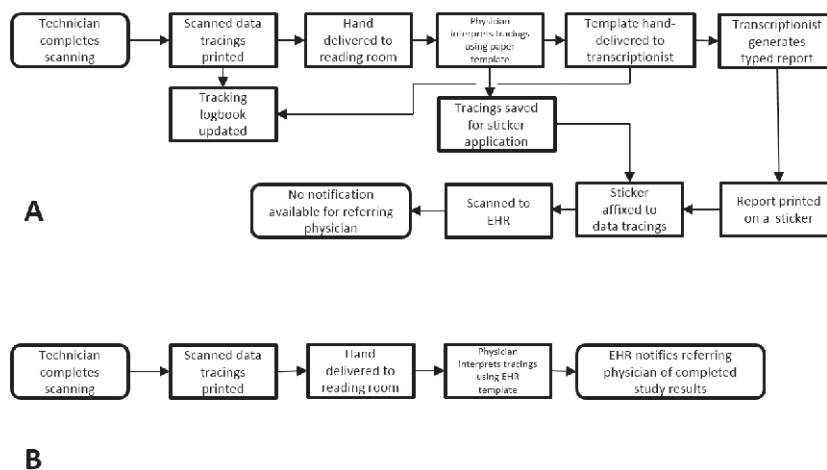 Technician
completes
scanning
Scanned data
tracings
printed
Hand
delivered to
reading room
Physician
interprets tracings
using paper
template
Template hand-
delivered to
transcriptionist
Transcriptionist
generates
typed report
Tracking
logbook
updated
Tracings saved
for sticker
application
No notification
available for referring
physician
Scanned to
EHR
Sticker
affixed to
data tracings
Report printed
on a sticker
A
Technician
completes
scanning
Scanned data
tracings
printed
Hand
delivered to
reading room
Physician
interprets tracings
using EHR
template
EHR notifies referring
physician of completed
study results
B